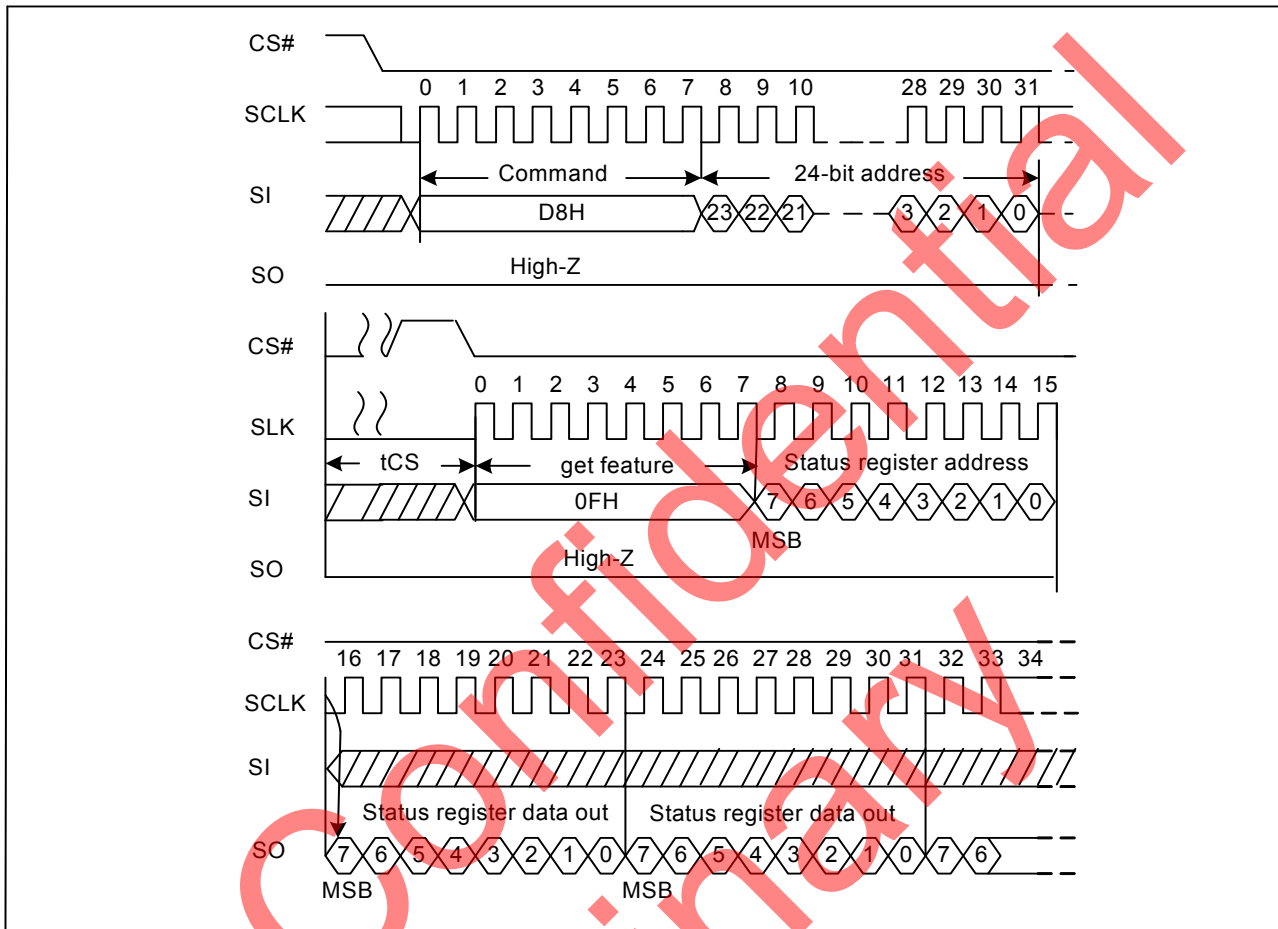 CS#
0 1 2 3 4 5 6 7 8 9 10 28 29 30 31
SCLK
Command 24-bit address
SI
D8H 23 22 21 3 2 1 0
High-Z
SO
CS#
0 1 2 3 4 5 6 7 8 9 10 11 12 13 14 15
SLK
tCS get feature Status register address
SI
0FH 7 6 5 4 3 2 1 0
MSB
High-Z
SO
CS#
16 17 18 19 20 21 22 23 24 25 26 27 28 29 30 31 32 33 34
SCLK
SI
Status register data out Status register data out
SO
7 6 5 4 3 2 1 0 7 6 5 4 3 2 1 0 7 6
MSB MSB
Confidential
inary